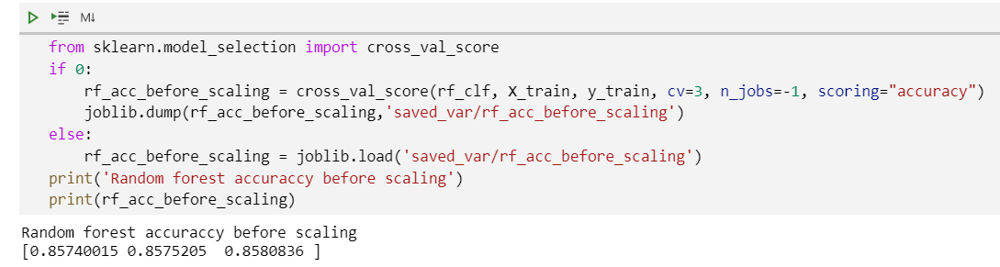 M↓
from sklearn.model_selection import cross_val_score
if 0:
    rf_acc_before_scaling = cross_val_score(rf_clf, X_train, y_train, cv=3, n_jobs=-1, scoring="accuracy")
    joblib.dump(rf_acc_before_scaling,'saved_var/rf_acc_before_scaling')
else:
    rf_acc_before_scaling = joblib.load('saved_var/rf_acc_before_scaling')
print('Random forest accuraccy before scaling')
print(rf_acc_before_scaling)
Random forest accuraccy before scaling
[0.85740015 0.8575205  0.8580836 ]